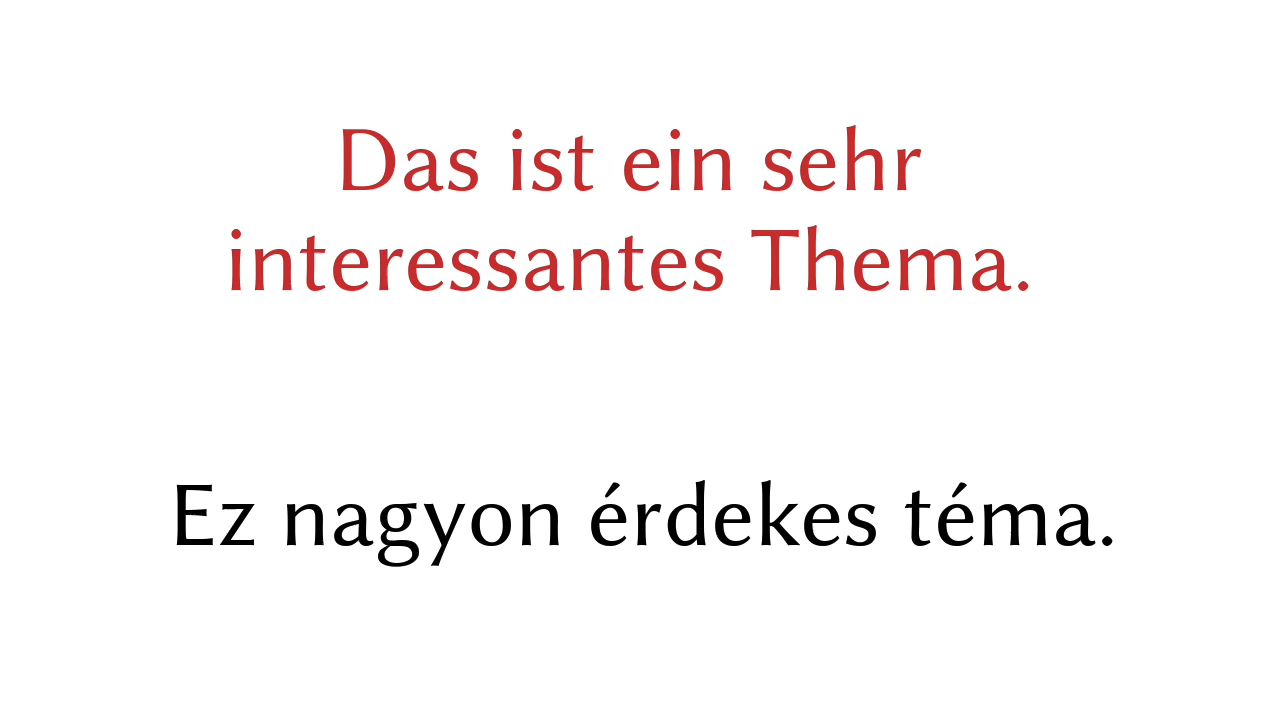 Das ist ein sehr
interessantes Thema.
Ez nagyon érdekes téma.